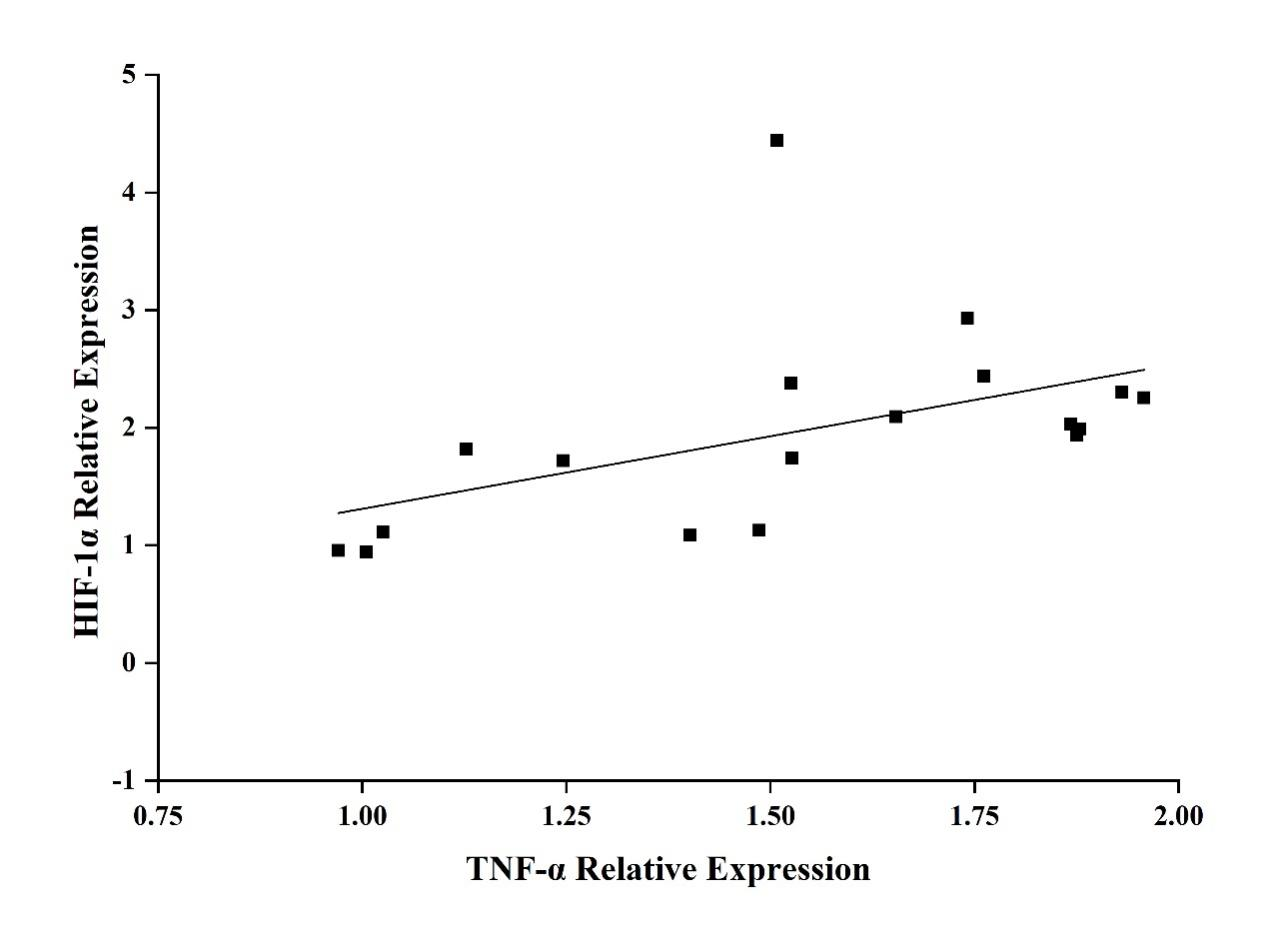 5
4
3
2
1
0
-1
HIF-1α Relative Expression
0.75 1.00 1.25 1.50 1.75 2.00
TNF-α Relative Expression